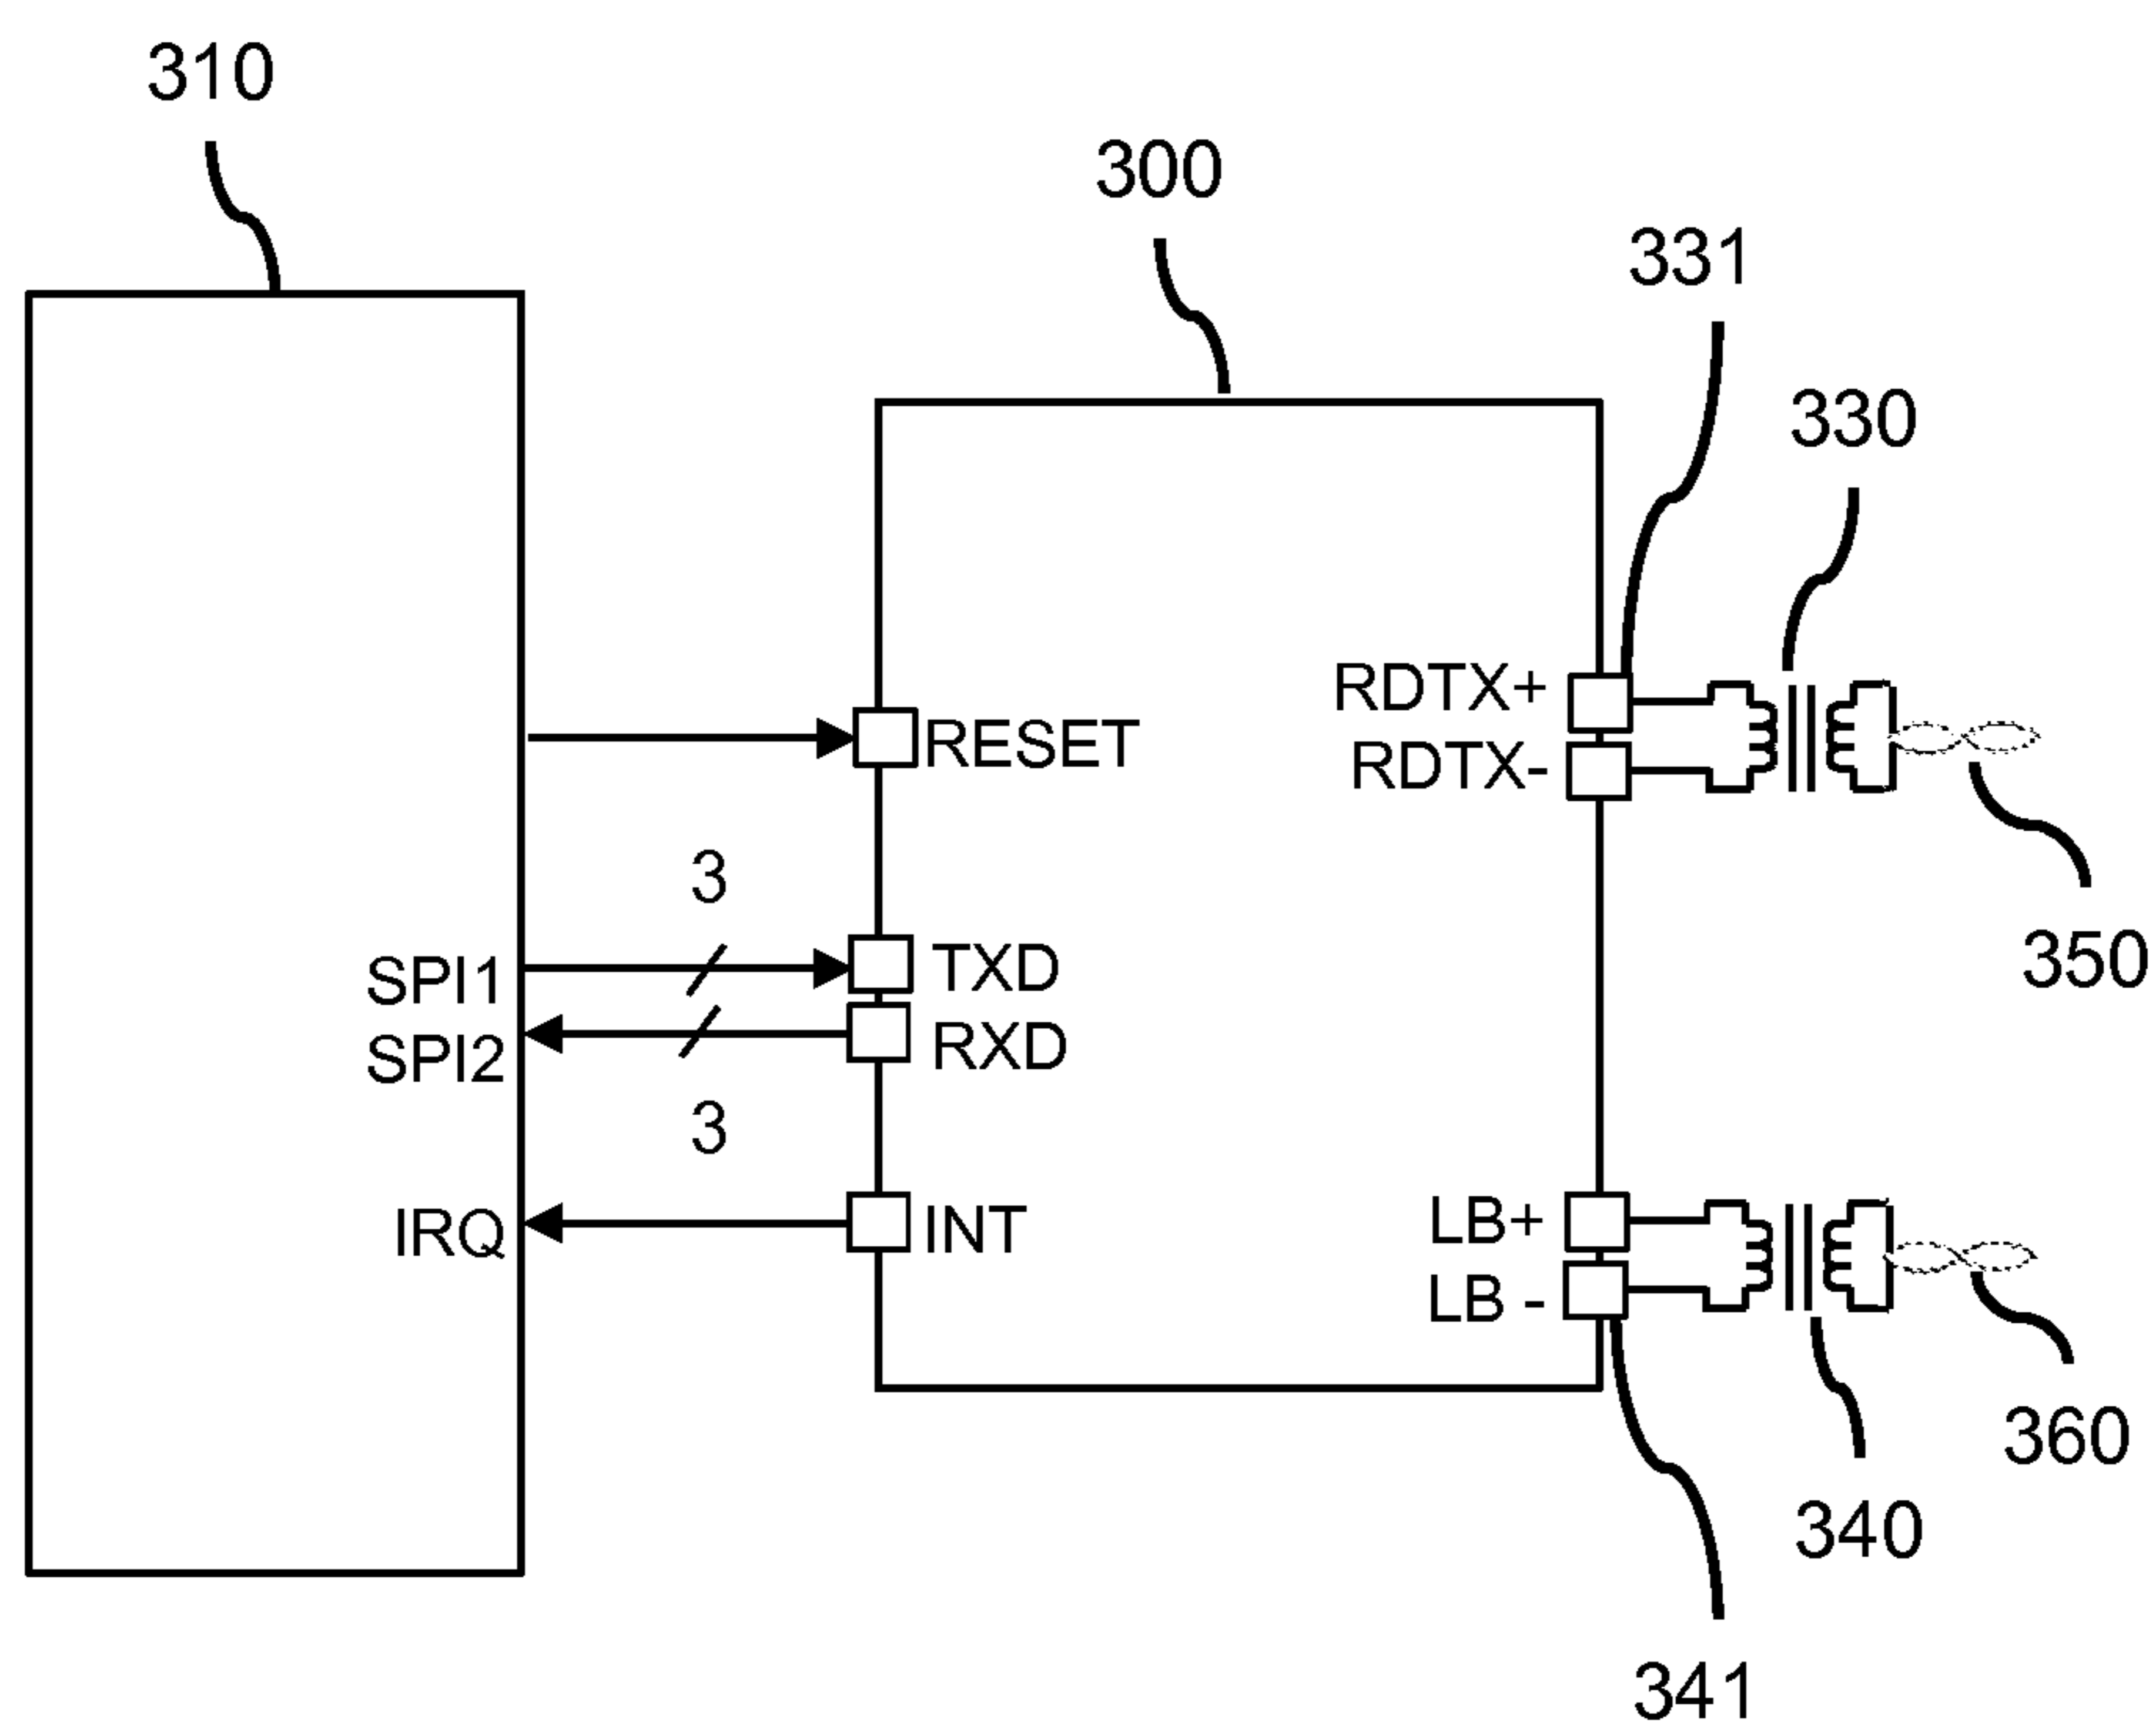 310
300
331
330
RDTX+
RESET
RDTX-
3
350
SPI1
TXD
SPI2
RXD
3
IRQ
INT
LB+
LB -
360
340
341